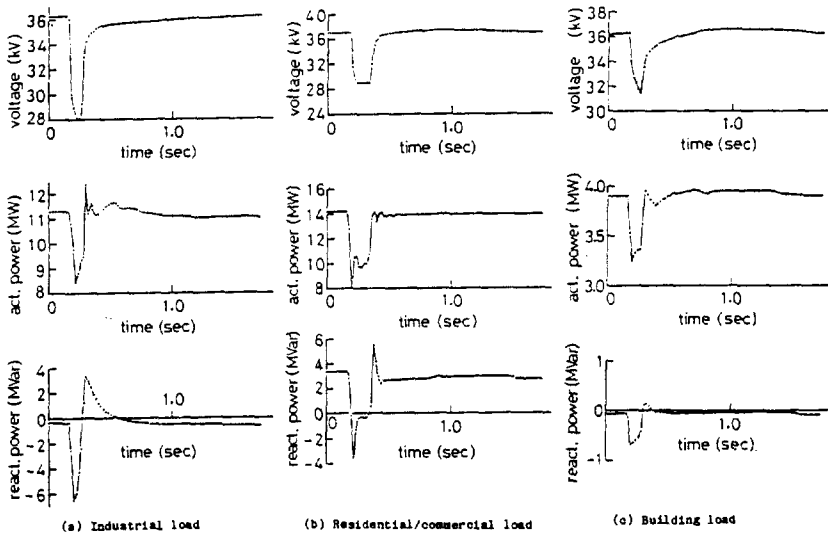 voltage (kV)
36
34
32
30
28
0
1.0
time (sec)
act. power (MW)
12
11
10
9
8
0
1.0
time (sec)
react. power (MVar)
4
2
0
-2
-4
-6
1.0
time (sec)
(a) Industrial load
voltage (kV)
40
36
32
28
24
0
1.0
time (sec)
act. power (MW)
16
14
12
10
8
0
1.0
time (sec)
react. power (MVar)
6
4
2
0
-2
-4
1.0
time (sec)
(b) Residential/commercial load
voltage (kV)
38
36
34
32
30
0
1.0
time (sec)
act. power (MW)
4.0
3.5
3.0
0
1.0
time (sec)
react. power (MVar)
1
0
-1
1.0
time (sec)
(c) Building load